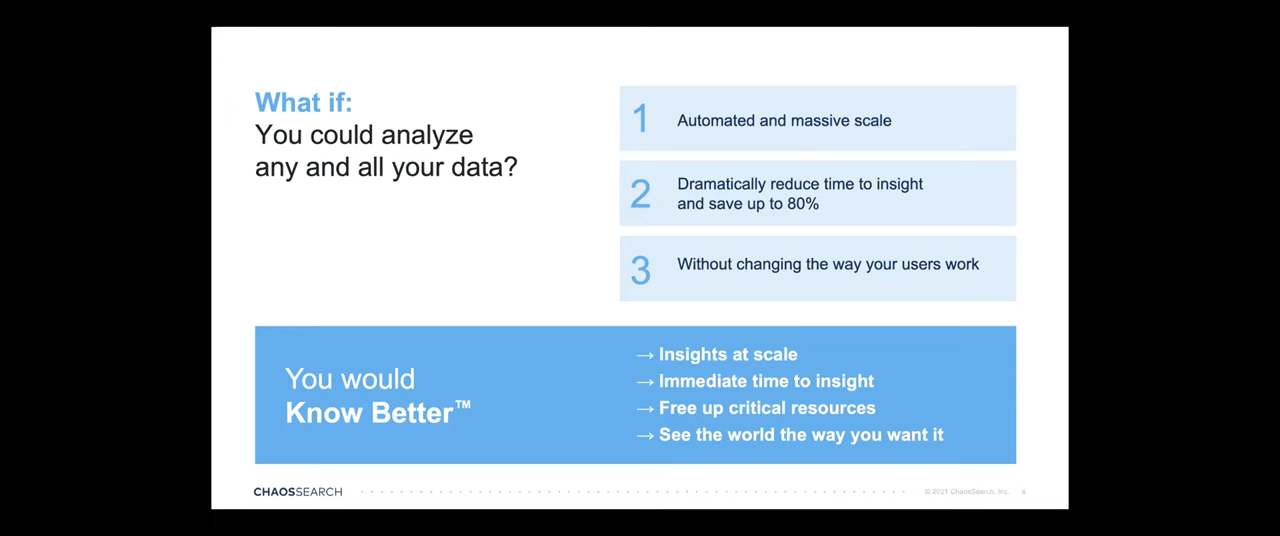 What if:
You could analyze
any and all your data?
1
Automated and massive scale
2
Dramatically reduce time to insight
and save up to 80%
3
Without changing the way your users work
You would
Know Better™
→ Insights at scale
→ Immediate time to insight
→ Free up critical resources
→ See the world the way you want it
CHAOSSEARCH
© 2021 ChaosSearch, Inc.
4